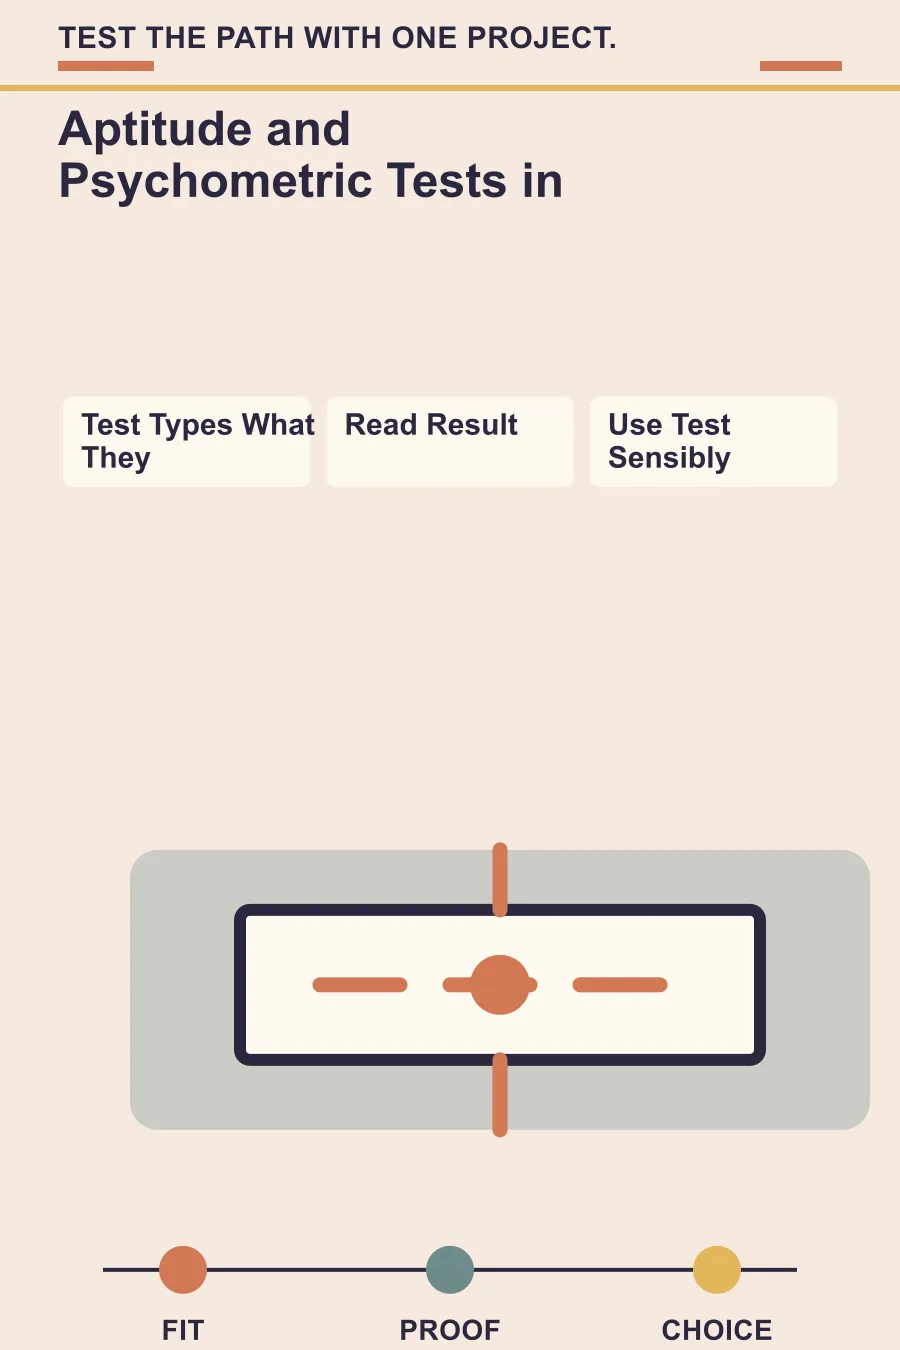 TEST THE PATH WITH ONE PROJECT.
Aptitude and
Psychometric Tests in
Test Types What
They
Read Result
Use Test
Sensibly
FIT
PROOF
CHOICE